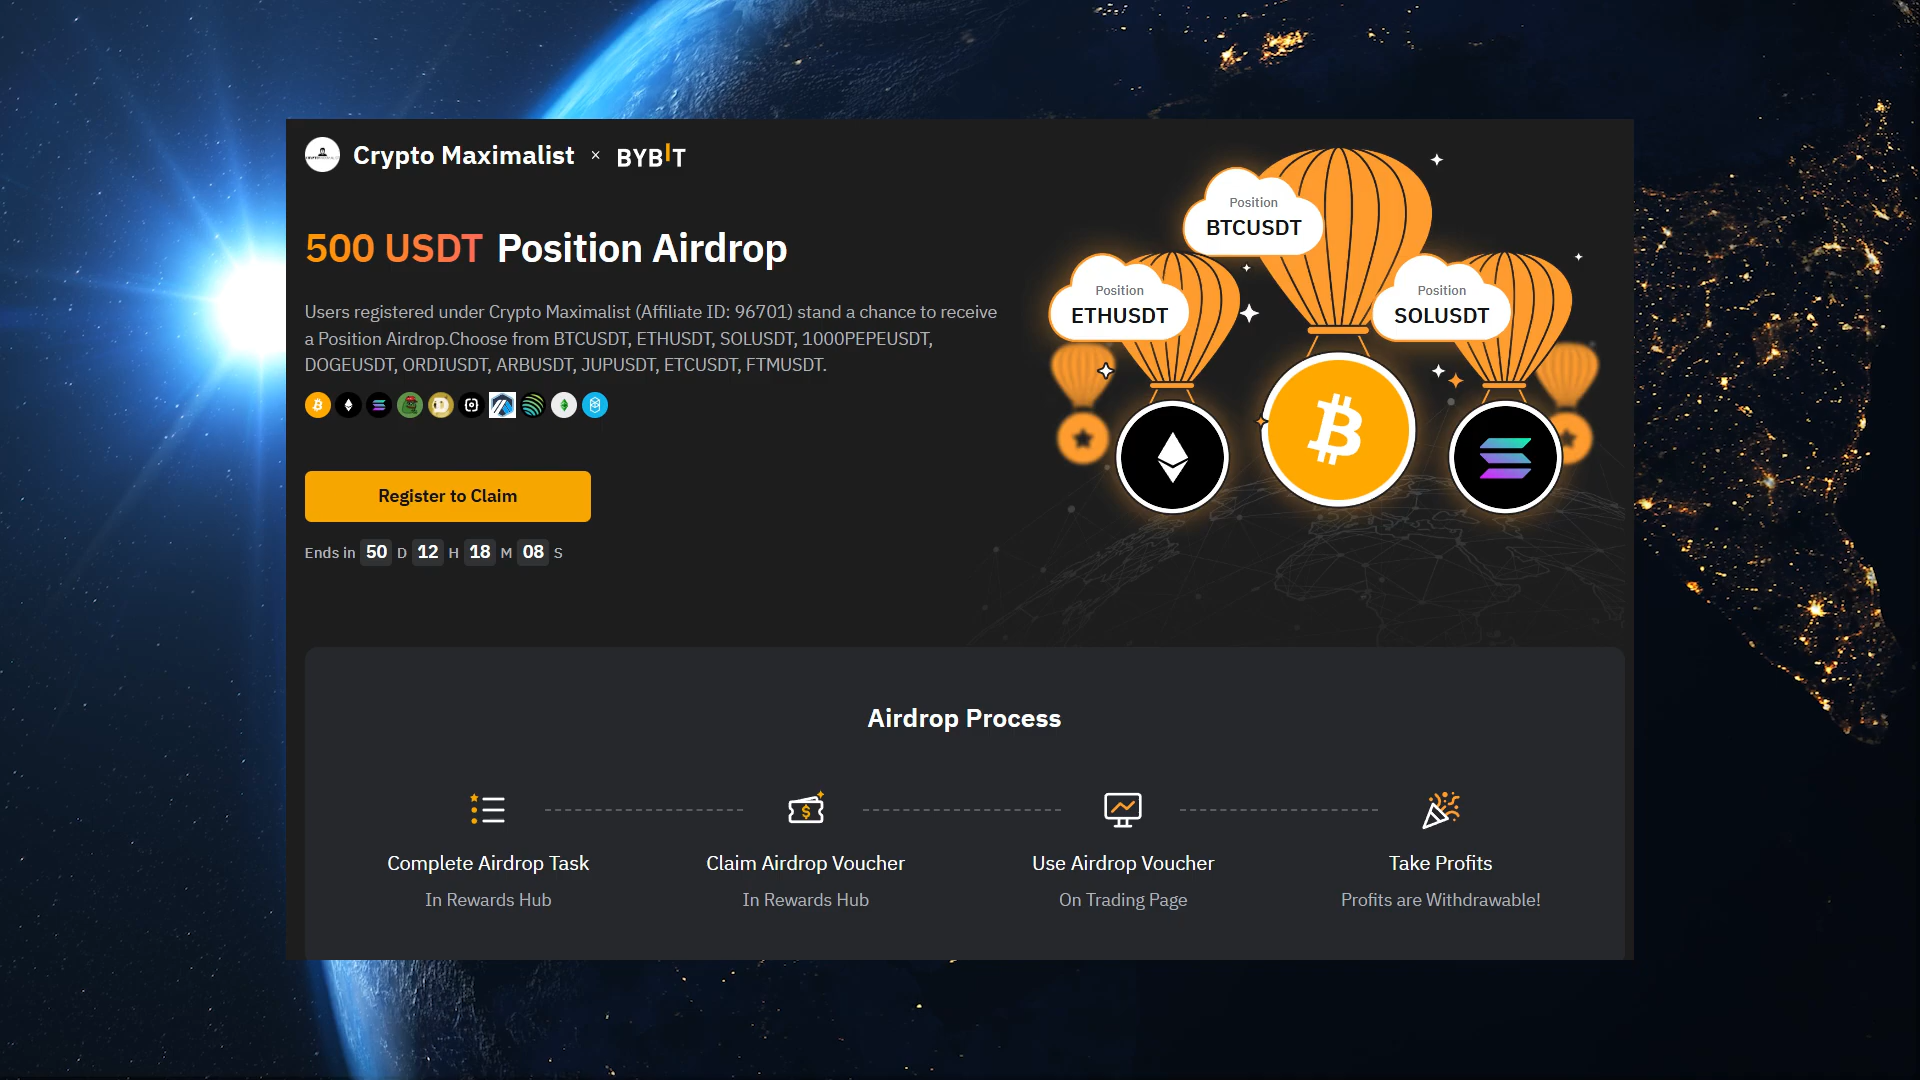 Crypto Maximalist × BYBIT
500 USDT Position Airdrop
Users registered under Crypto Maximalist (Affiliate ID: 96701) stand a chance to receive
a Position Airdrop.Choose from BTCUSDT, ETHUSDT, SOLUSDT, 1000PEPEUSDT,
DOGEUSDT, ORDIUSDT, ARBUSDT, JUPUSDT, ETCUSDT, FTMUSDT.
Register to Claim
Ends in 50 D 12 H 18 M 08 S
Position
BTCUSDT
Position
ETHUSDT
Position
SOLUSDT
Airdrop Process
Complete Airdrop Task
In Rewards Hub
Claim Airdrop Voucher
In Rewards Hub
Use Airdrop Voucher
On Trading Page
Take Profits
Profits are Withdrawable!